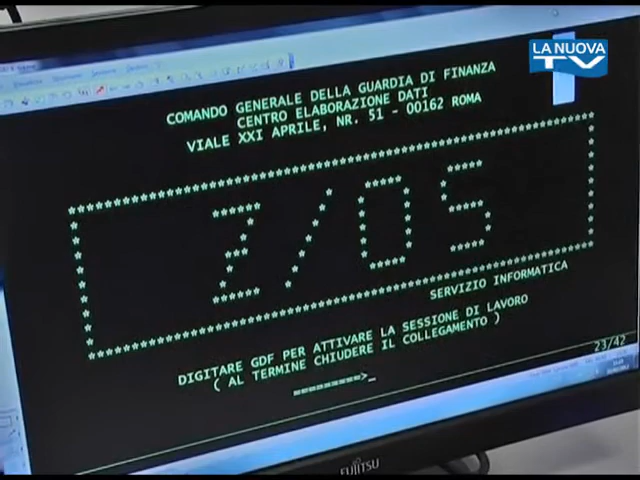 LA NUOVA
TV
COMANDO GENERALE DELLA GUARDIA DI FINANZA
CENTRO ELABORAZIONE DATI
VIALE XXI APRILE, NR. 51 - 00162 ROMA
Z/OS
SERVIZIO INFORMATICA
DIGITARE GDF PER ATTIVARE LA SESSIONE DI LAVORO
( AL TERMINE CHIUDERE IL COLLEGAMENTO )
=========>_
23/42
FUJITSU